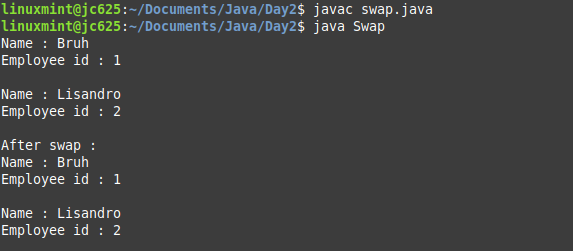 linuxmint@jc625:~/Documents/Java/Day2$ javac swap.java
linuxmint@jc625:~/Documents/Java/Day2$ java Swap
Name : Bruh
Employee id : 1

Name : Lisandro
Employee id : 2

After swap :
Name : Bruh
Employee id : 1

Name : Lisandro
Employee id : 2